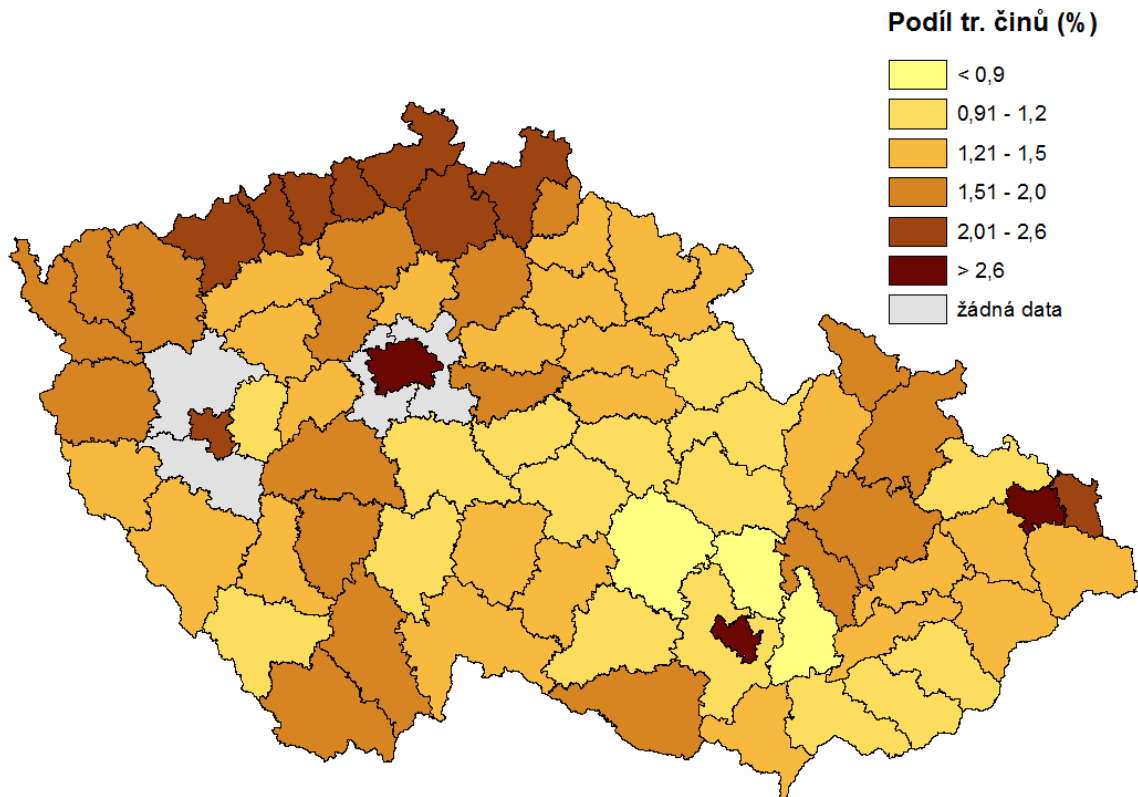 Podíl tr. činů (%)
< 0,9
0,91 - 1,2
1,21 - 1,5
1,51 - 2,0
2,01 - 2,6
> 2,6
žádná data